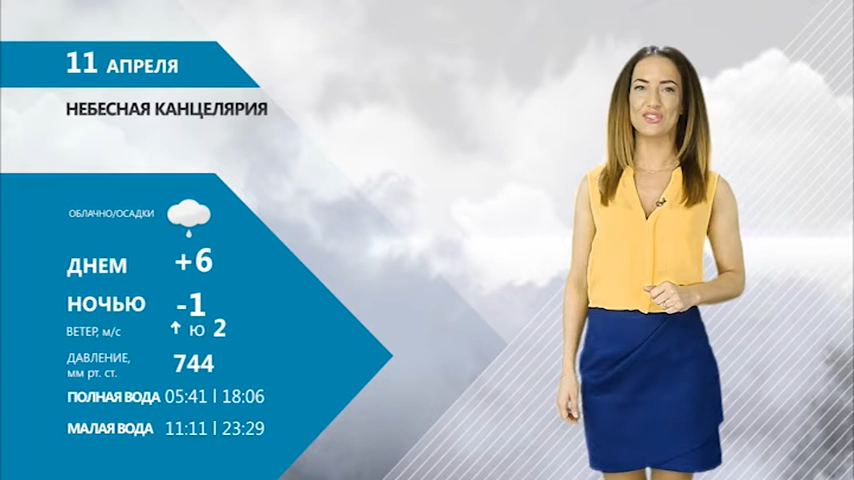 11 АПРЕЛЯ
НЕБЕСНАЯ КАНЦЕЛЯРИЯ
ОБЛАЧНО/ОСАДКИ
ДНЕМ +6
НОЧЬЮ -1
ВЕТЕР, м/с ↑ Ю 2
ДАВЛЕНИЕ, мм рт. ст. 744
ПОЛНАЯ ВОДА 05:41 | 18:06
МАЛАЯ ВОДА 11:11 | 23:29